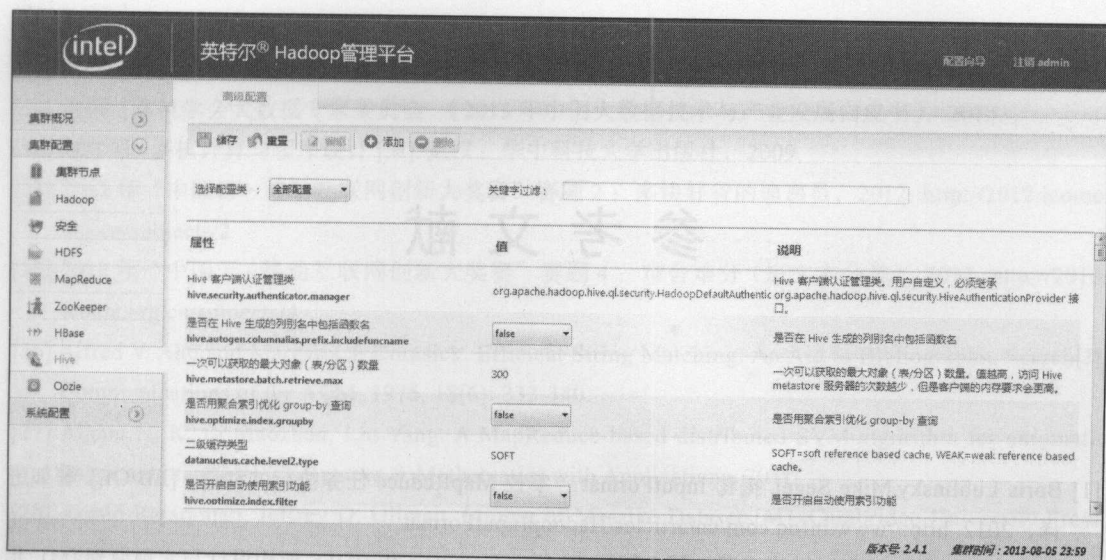 intel
英特尔® Hadoop管理平台
配置向导 注销 admin
高级配置
集群概况
集群配置
集群节点
Hadoop
安全
HDFS
MapReduce
ZooKeeper
HBase
Hive
Oozie
系统配置
储存 重置 编辑 添加 删除
选择配置类： 全部配置 关键字过滤：
属性 值 说明
Hive 客户端认证管理类
hive.security.authenticator.manager
org.apache.hadoop.hive.ql.security.HadoopDefaultAuthentic
Hive 客户端认证管理类。用户自定义，必须继承
org.apache.hadoop.hive.ql.security.HiveAuthenticationProvider 接
口。
是否在 Hive 生成的列别名中包括函数名
hive.autogen.columnalias.prefix.includefuncname
false
是否在 Hive 生成的列别名中包括函数名
一次可以获取的最大对象（表/分区）数量
hive.metastore.batch.retrieve.max
300
一次可以获取的最大对象（表/分区）数量。值越高，访问 Hive
metastore 服务器的次数越少，但是客户端的内存要求会更高。
是否用聚合索引优化 group-by 查询
hive.optimize.index.groupby
false
是否用聚合索引优化 group-by 查询
二级缓存类型
datanucleus.cache.level2.type
SOFT
SOFT=soft reference based cache, WEAK=weak reference based
cache.
是否开启自动使用索引功能
hive.optimize.index.filter
false
是否开启自动使用索引功能
版本号: 2.4.1 集群时间：2013-08-05 23:59